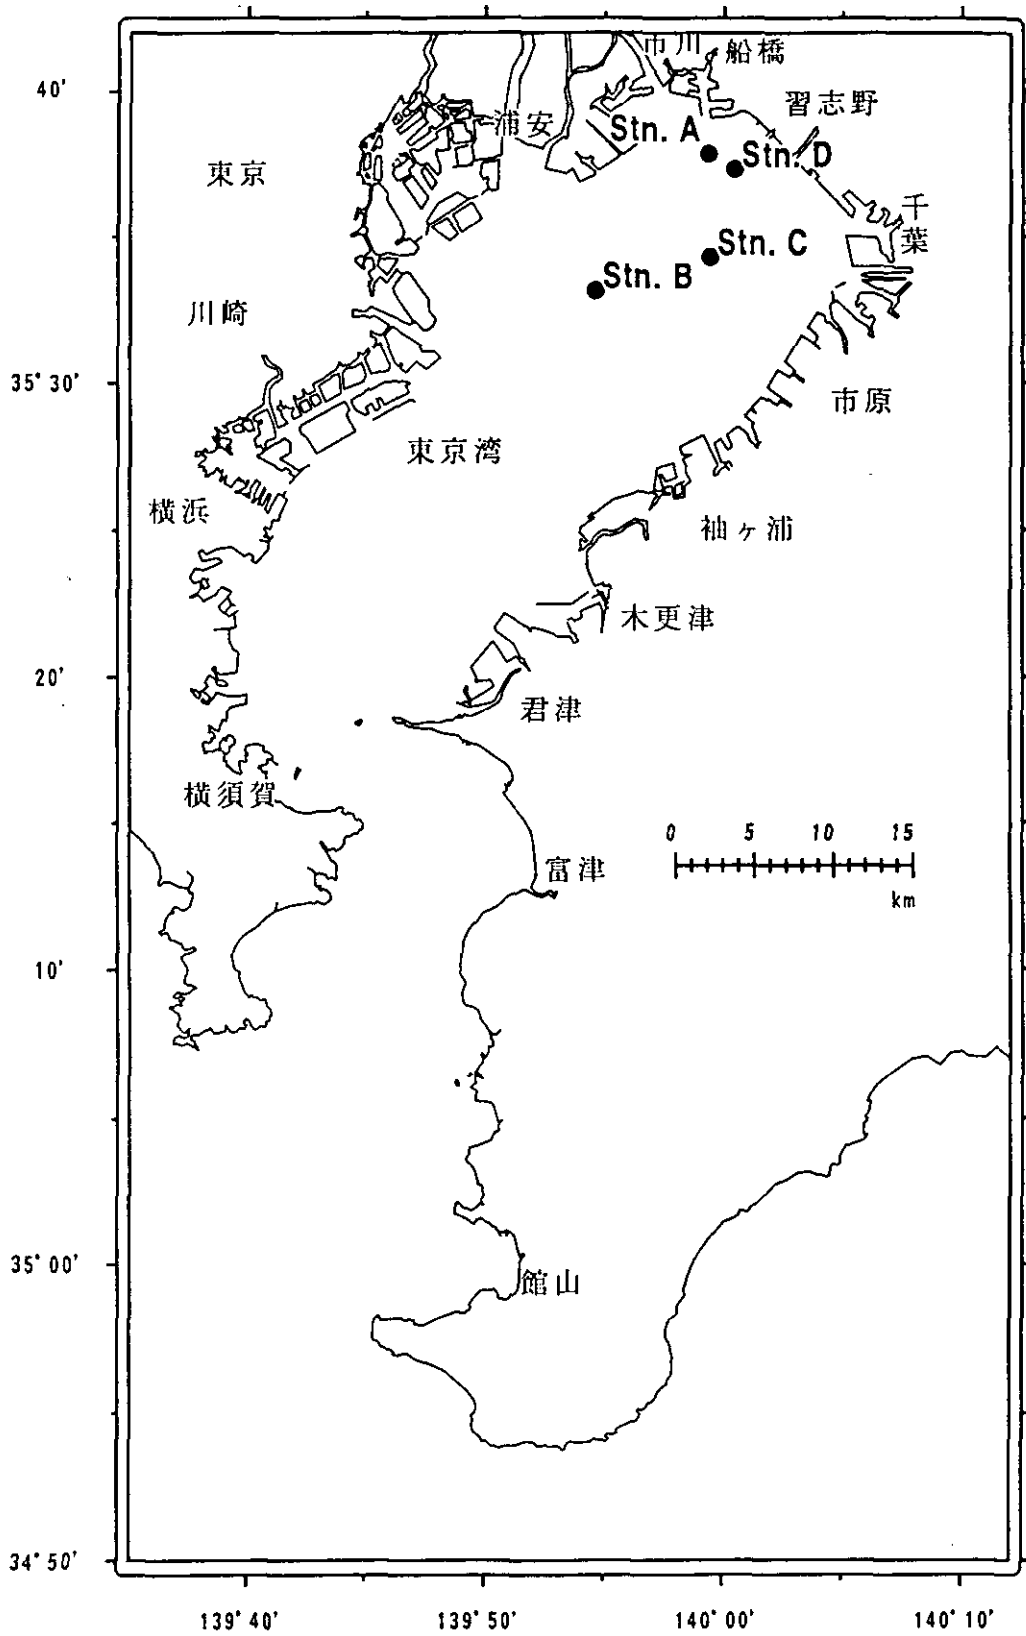 市川
船橋
40'
習志野
浦安
Stn. A
Stn. D
東京
千葉
Stn. C
Stn. B
川崎
35° 30'
市原
東京湾
横浜
袖ヶ浦
木更津
20'
君津
横須賀
0 5 10 15
km
富津
10'
35° 00'
館山
34° 50'
139° 40' 139° 50' 140° 00' 140° 10'